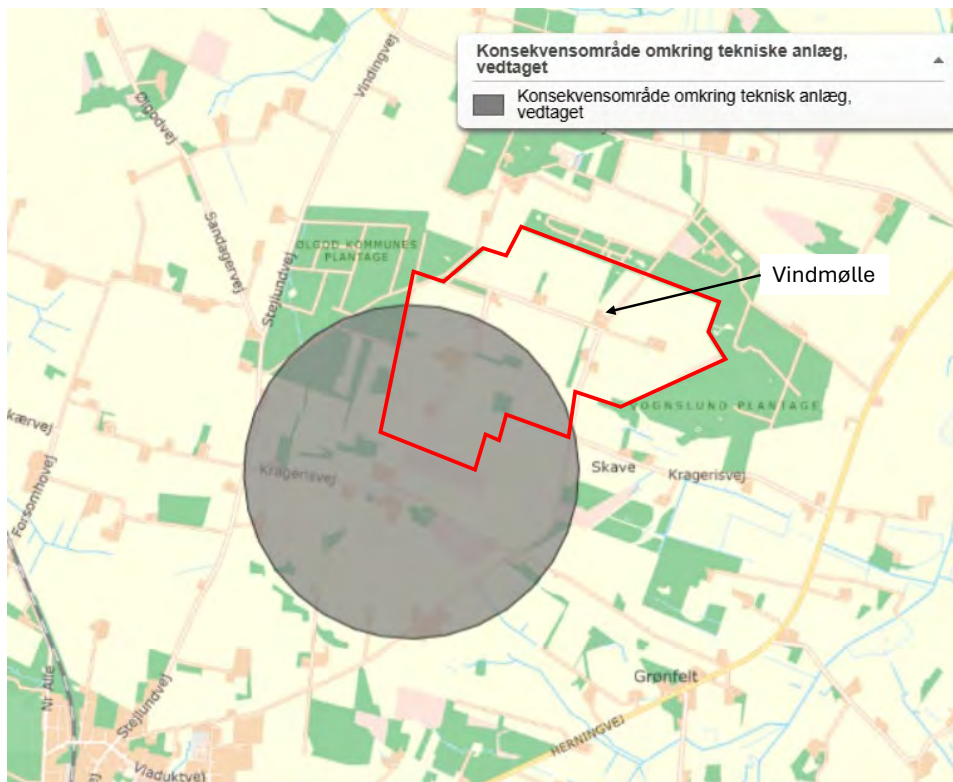 Konsekvensområde omkring tekniske anlæg,
vedtaget
Konsekvensområde omkring teknisk anlæg,
vedtaget
Vindingvej
Ølgodvej
Sandagervej
Stejlundvej
ØLGOD KOMMUNES
PLANTAGE
Vindmølle
VOGNSLUND PLANTAGE
kærvej
Forsomhovej
Kragerisvej
Skave
Kragerisvej
Grønfelt
HERNINGVEJ
Nr Alle
Stejlundvej
Viaduktvej